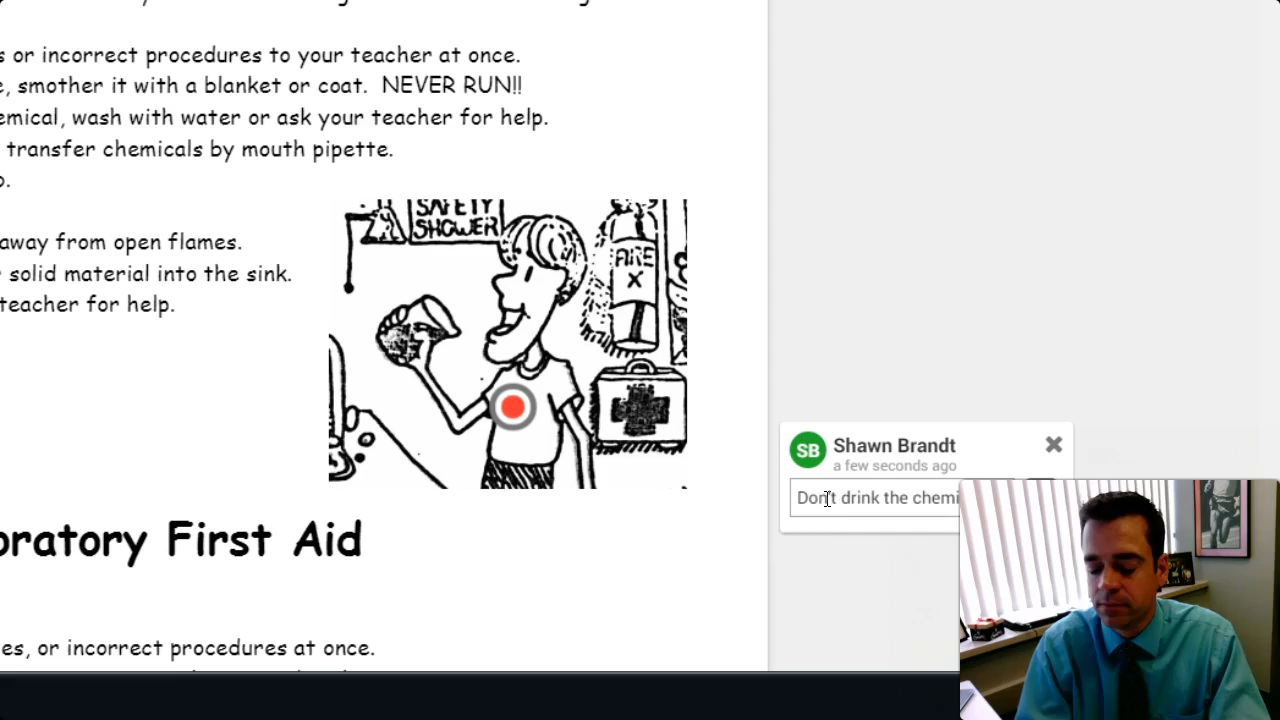 s or incorrect procedures to your teacher at once.
e, smother it with a blanket or coat.  NEVER RUN!!
emical, wash with water or ask your teacher for help.
transfer chemicals by mouth pipette.
o.
away from open flames.
solid material into the sink.
teacher for help.
SAFETY
SHOWER
FIRE
X
oratory First Aid
es, or incorrect procedures at once.
SB
Shawn Brandt
a few seconds ago
Don't drink the chemi